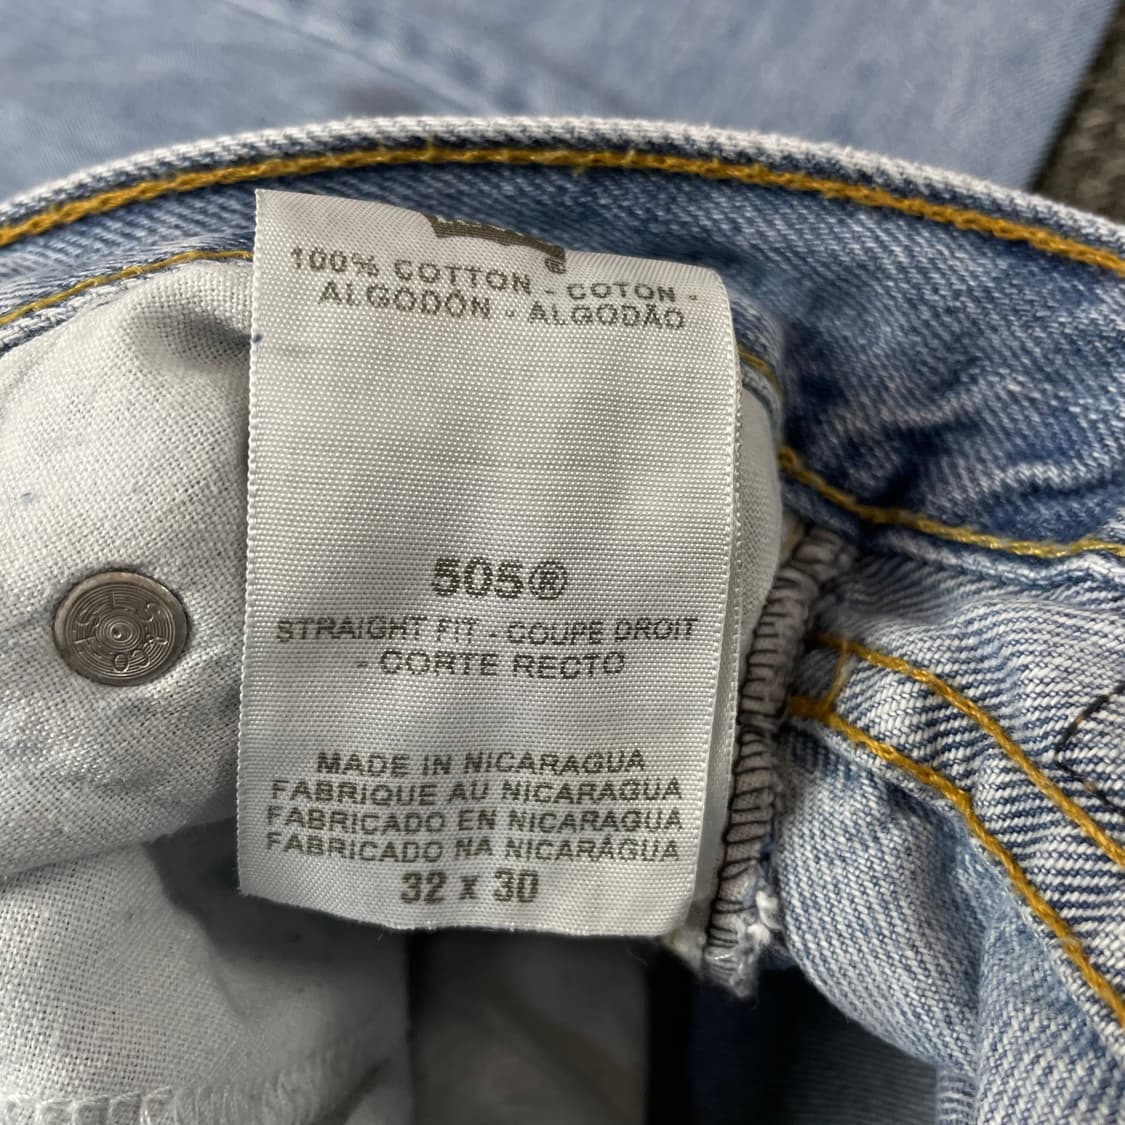 ®
100% COTTON - COTON -
ALGODÓN - ALGODÃO
505®
STRAIGHT FIT - COUPE DROIT
- CORTE RECTO
MADE IN NICARAGUA
FABRIQUE AU NICARAGUA
FABRICADO EN NICARAGUA
FABRICADO NA NICARÁGUA
32 x 30